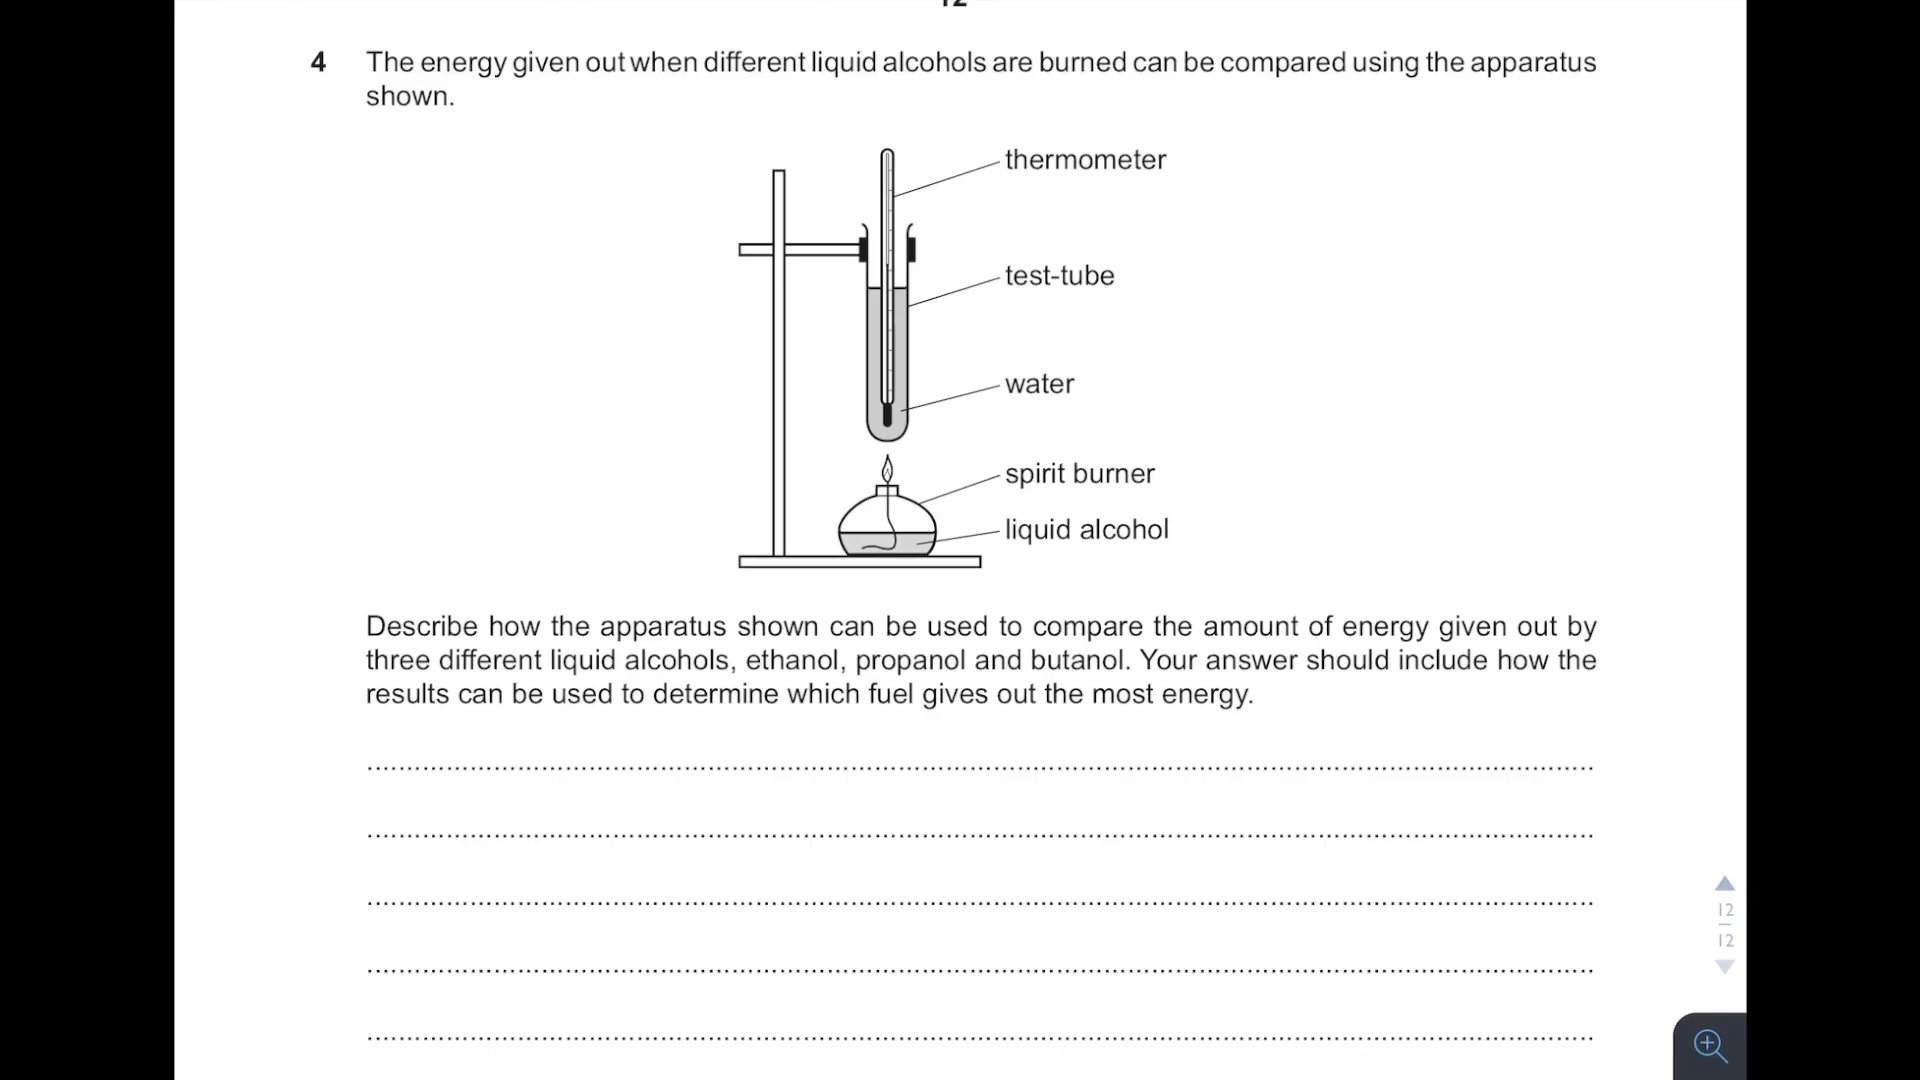 12
4 The energy given out when different liquid alcohols are burned can be compared using the apparatus
shown.
thermometer
test-tube
water
spirit burner
liquid alcohol
Describe how the apparatus shown can be used to compare the amount of energy given out by
three different liquid alcohols, ethanol, propanol and butanol. Your answer should include how the
results can be used to determine which fuel gives out the most energy.
12
12